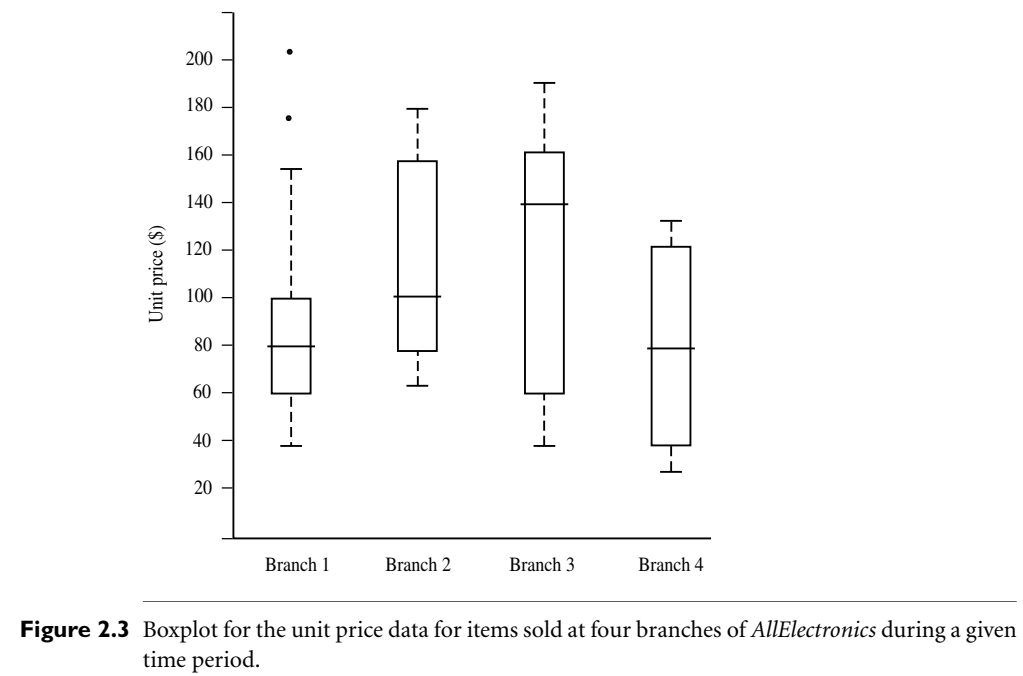 200
180
160
140
120
100
80
60
40
20
Unit price ($)
Branch 1 Branch 2 Branch 3 Branch 4
Figure 2.3 Boxplot for the unit price data for items sold at four branches of AllElectronics during a given
time period.